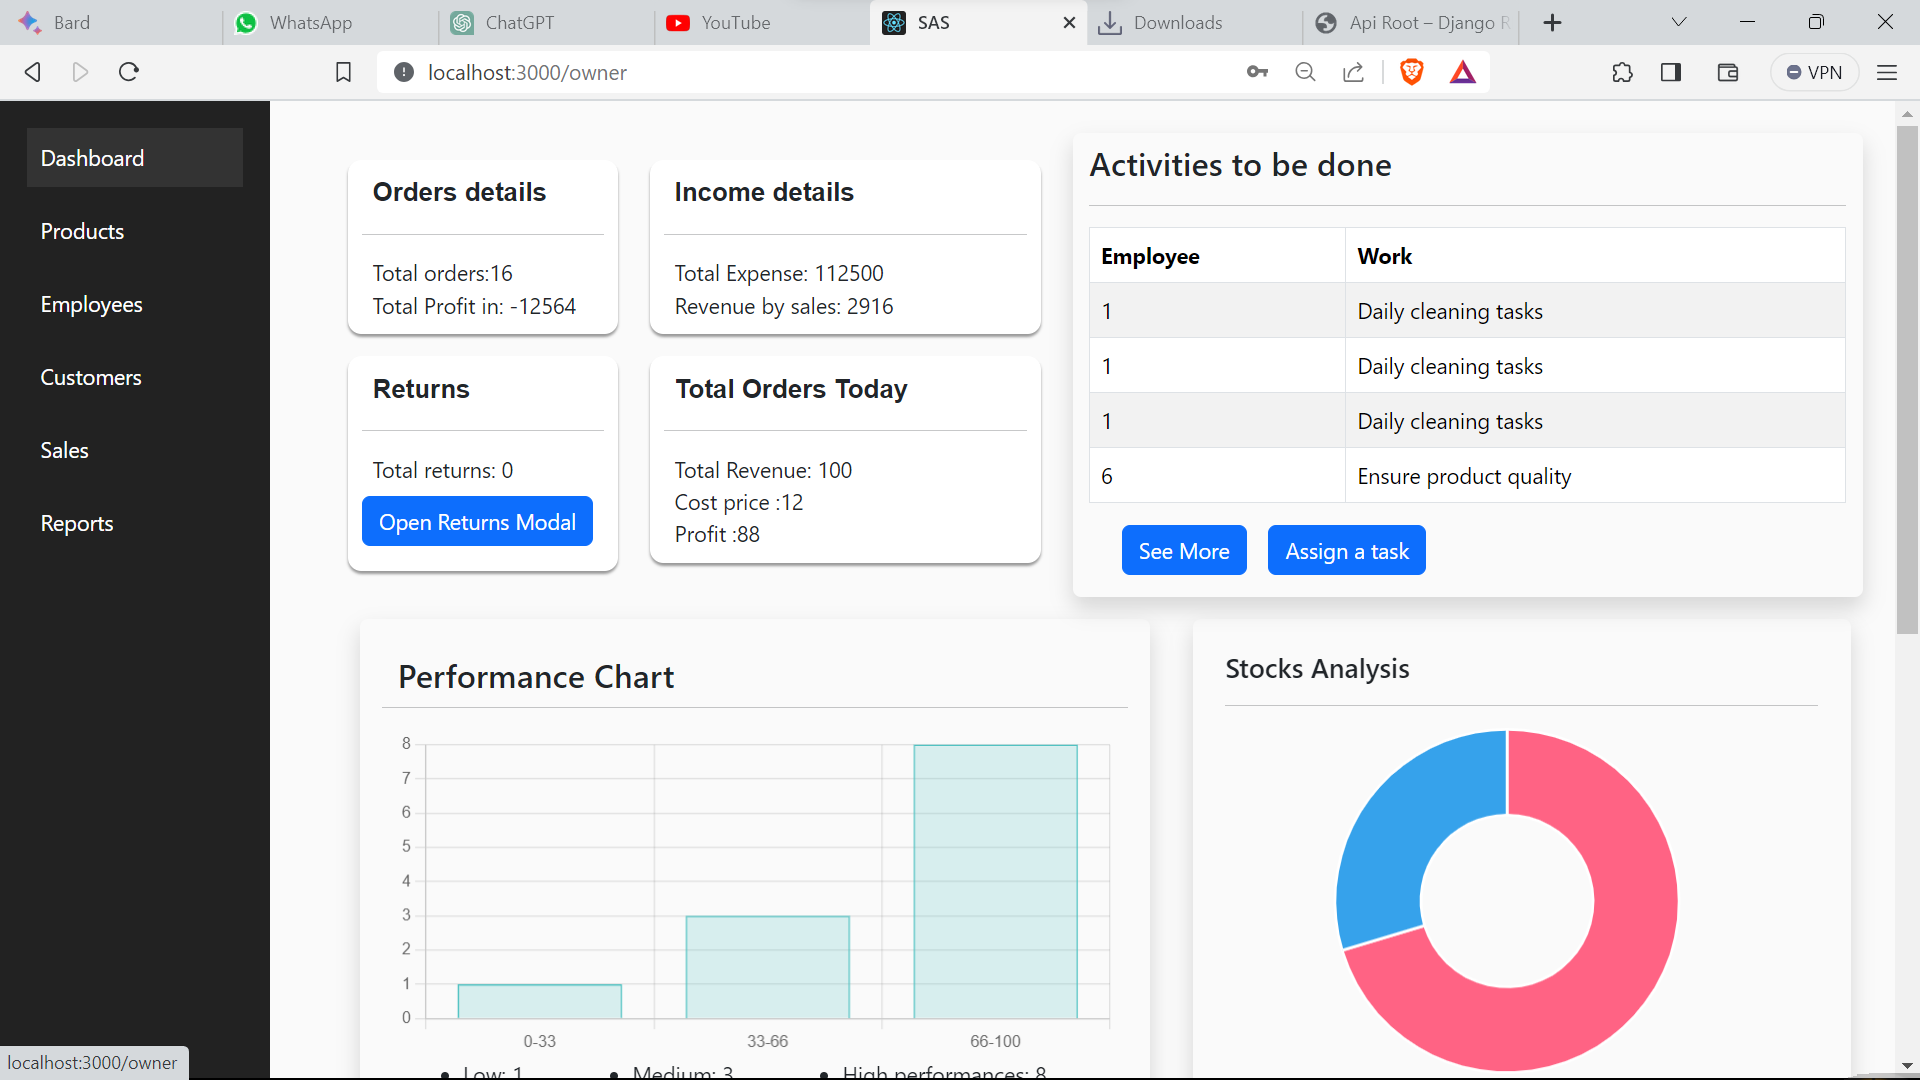 Bard
WhatsApp
ChatGPT
YouTube
SAS
Downloads
Api Root – Django R
localhost:3000/owner
VPN
Dashboard
Products
Employees
Customers
Sales
Reports
Orders details
Total orders:16
Total Profit in: -12564
Income details
Total Expense: 112500
Revenue by sales: 2916
Returns
Total returns: 0
Open Returns Modal
Total Orders Today
Total Revenue: 100
Cost price :12
Profit :88
Activities to be done
Employee Work
1 Daily cleaning tasks
1 Daily cleaning tasks
1 Daily cleaning tasks
6 Ensure product quality
See More Assign a task
Performance Chart
8
7
6
5
4
3
2
1
0
0-33 33-66 66-100
Low: 1 Medium: 3 High performances: 8
Stocks Analysis
localhost:3000/owner